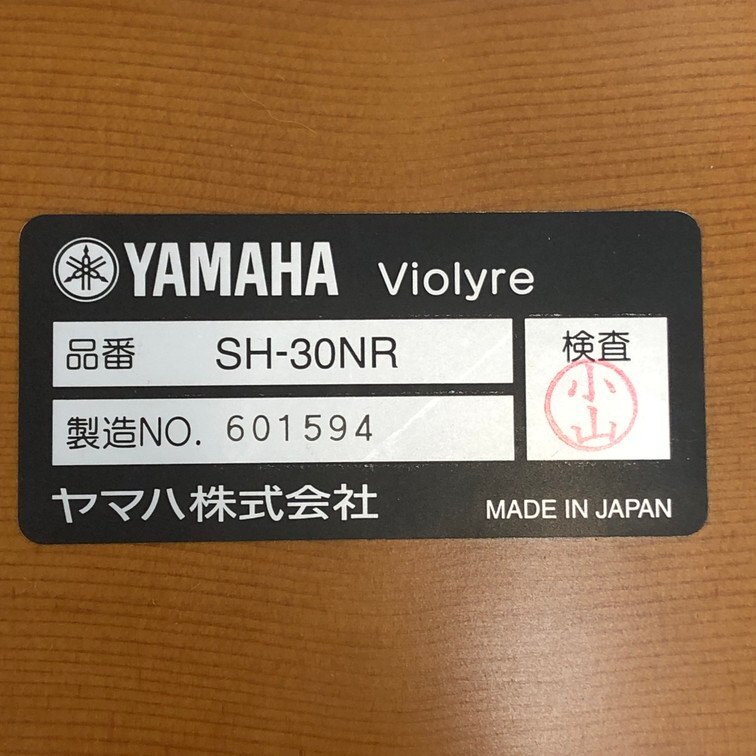 YAMAHA Violyre
品番 SH-30NR
製造NO. 601594
検査
小山
ヤマハ株式会社
MADE IN JAPAN